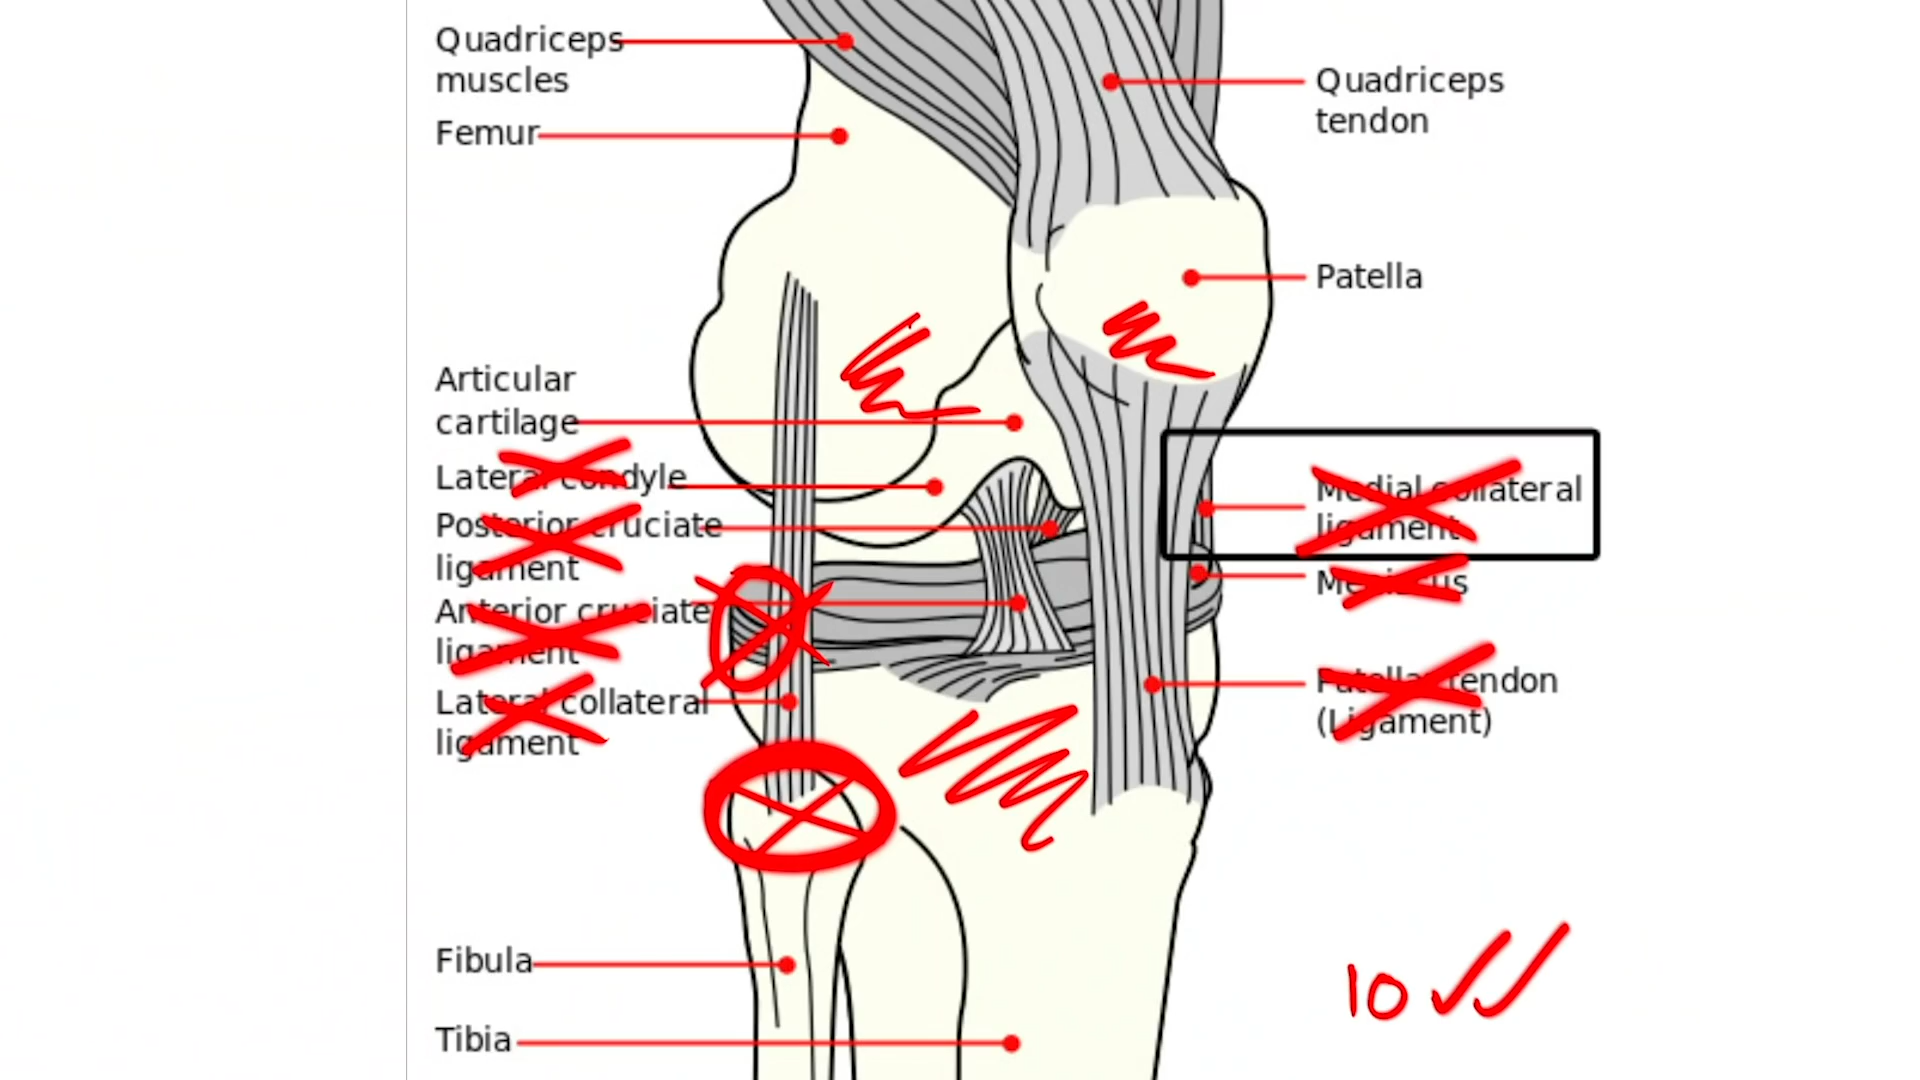 Quadriceps
muscles
Femur
Articular
cartilage
Lateral condyle
Posterior cruciate
ligament
Anterior cruciate
ligament
Lateral collateral
ligament
Fibula
Tibia
Quadriceps
tendon
Patella
Medial collateral
ligament
Meniscus
Patellar tendon
(Ligament)
10